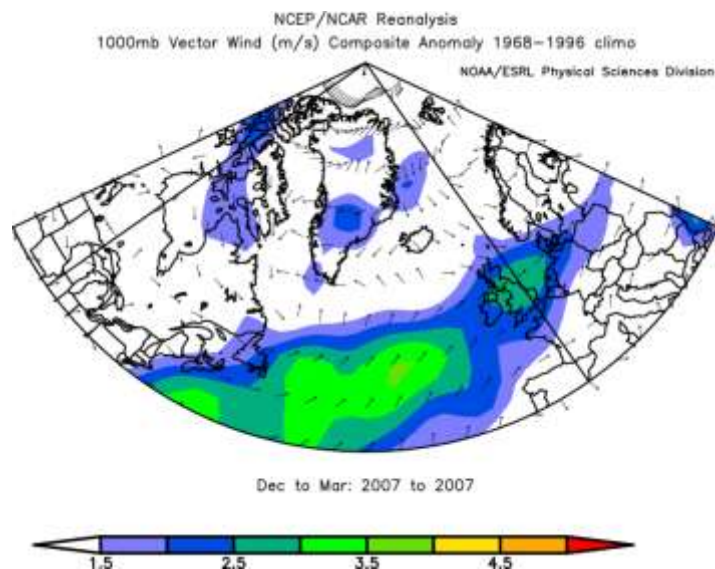 NCEP/NCAR Reanalysis
1000mb Vector Wind (m/s) Composite Anomaly 1968-1996 climo
NOAA/ESRL Physical Sciences Division
Dec to Mar: 2007 to 2007
1.5 2.5 3.5 4.5